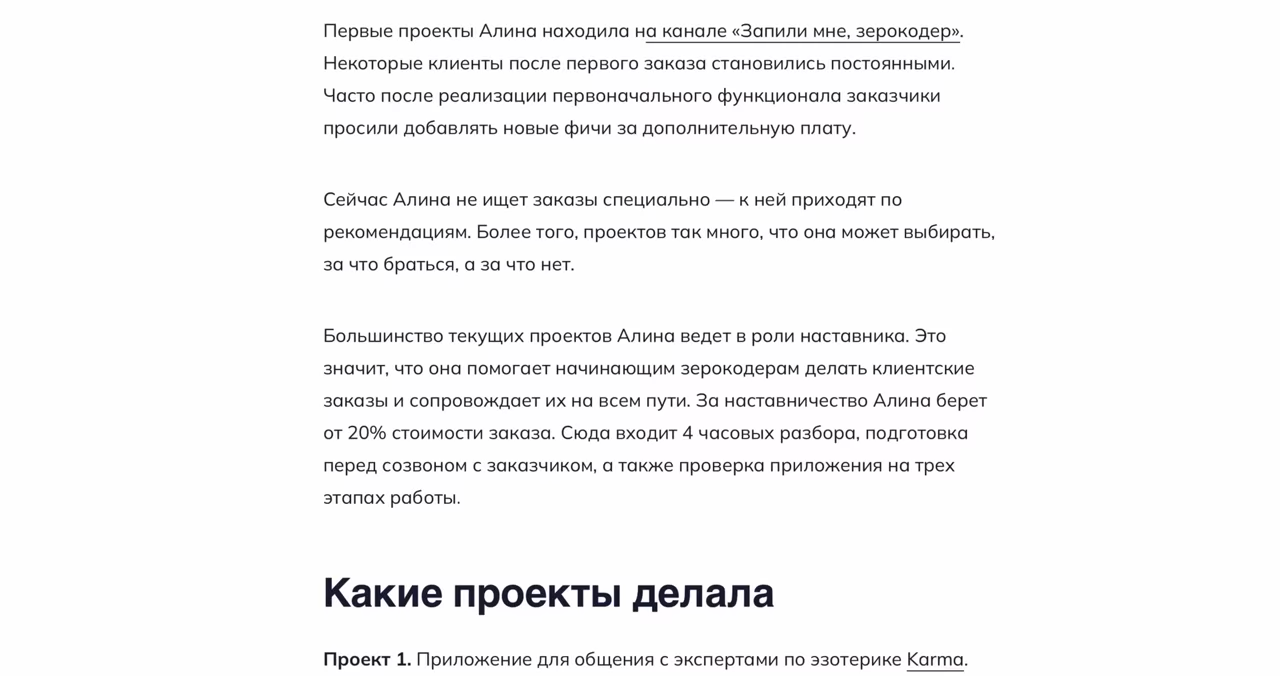 Первые проекты Алина находила на канале «Запили мне, зерокодер».
Некоторые клиенты после первого заказа становились постоянными.
Часто после реализации первоначального функционала заказчики
просили добавлять новые фичи за дополнительную плату.
Сейчас Алина не ищет заказы специально — к ней приходят по
рекомендациям. Более того, проектов так много, что она может выбирать,
за что браться, а за что нет.
Большинство текущих проектов Алина ведет в роли наставника. Это
значит, что она помогает начинающим зерокодерам делать клиентские
заказы и сопровождает их на всем пути. За наставничество Алина берет
от 20% стоимости заказа. Сюда входит 4 часовых разбора, подготовка
перед созвоном с заказчиком, а также проверка приложения на трех
этапах работы.
Какие проекты делала
Проект 1. Приложение для общения с экспертами по эзотерике Karma.